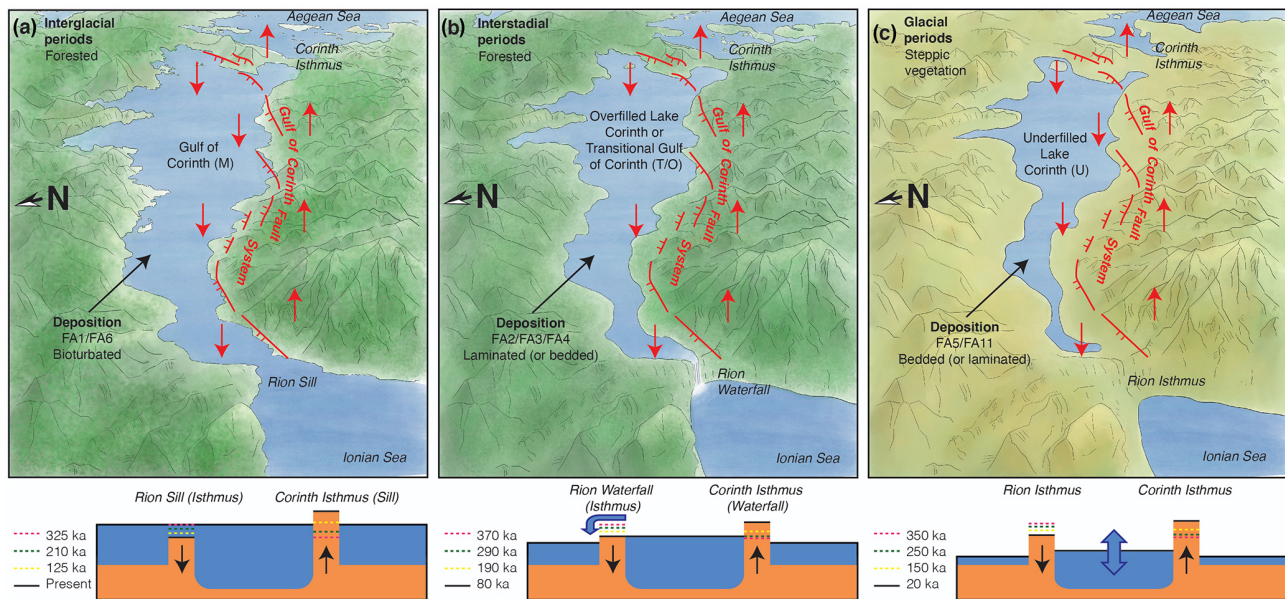 (a)
Interglacial
periods
Forested
Aegean Sea
Corinth
Isthmus
Gulf of
Corinth (M)
Gulf of Corinth Fault
System
N
Deposition
FA1/FA6
Bioturbated
Rion Sill
Ionian Sea
(b)
Interstadial
periods
Forested
Aegean Sea
Corinth
Isthmus
Overfilled Lake
Corinth or
Transitional Gulf
of Corinth (T/O)
Gulf of Corinth Fault
System
N
Deposition
FA2/FA3/FA4
Laminated (or bedded)
Rion
Waterfall
Ionian Sea
(c)
Glacial
periods
Steppic
vegetation
Aegean Sea
Corinth
Isthmus
Underfilled
Lake
Corinth (U)
Gulf of Corinth Fault
System
N
Deposition
FA5/FA11
Bedded (or laminated)
Rion Isthmus
Ionian Sea
Rion Sill (Isthmus)
Corinth Isthmus (Sill)
325 ka
210 ka
125 ka
Present
Rion Waterfall
(Isthmus)
Corinth Isthmus
(Waterfall)
370 ka
290 ka
190 ka
80 ka
Rion Isthmus
Corinth Isthmus
350 ka
250 ka
150 ka
20 ka